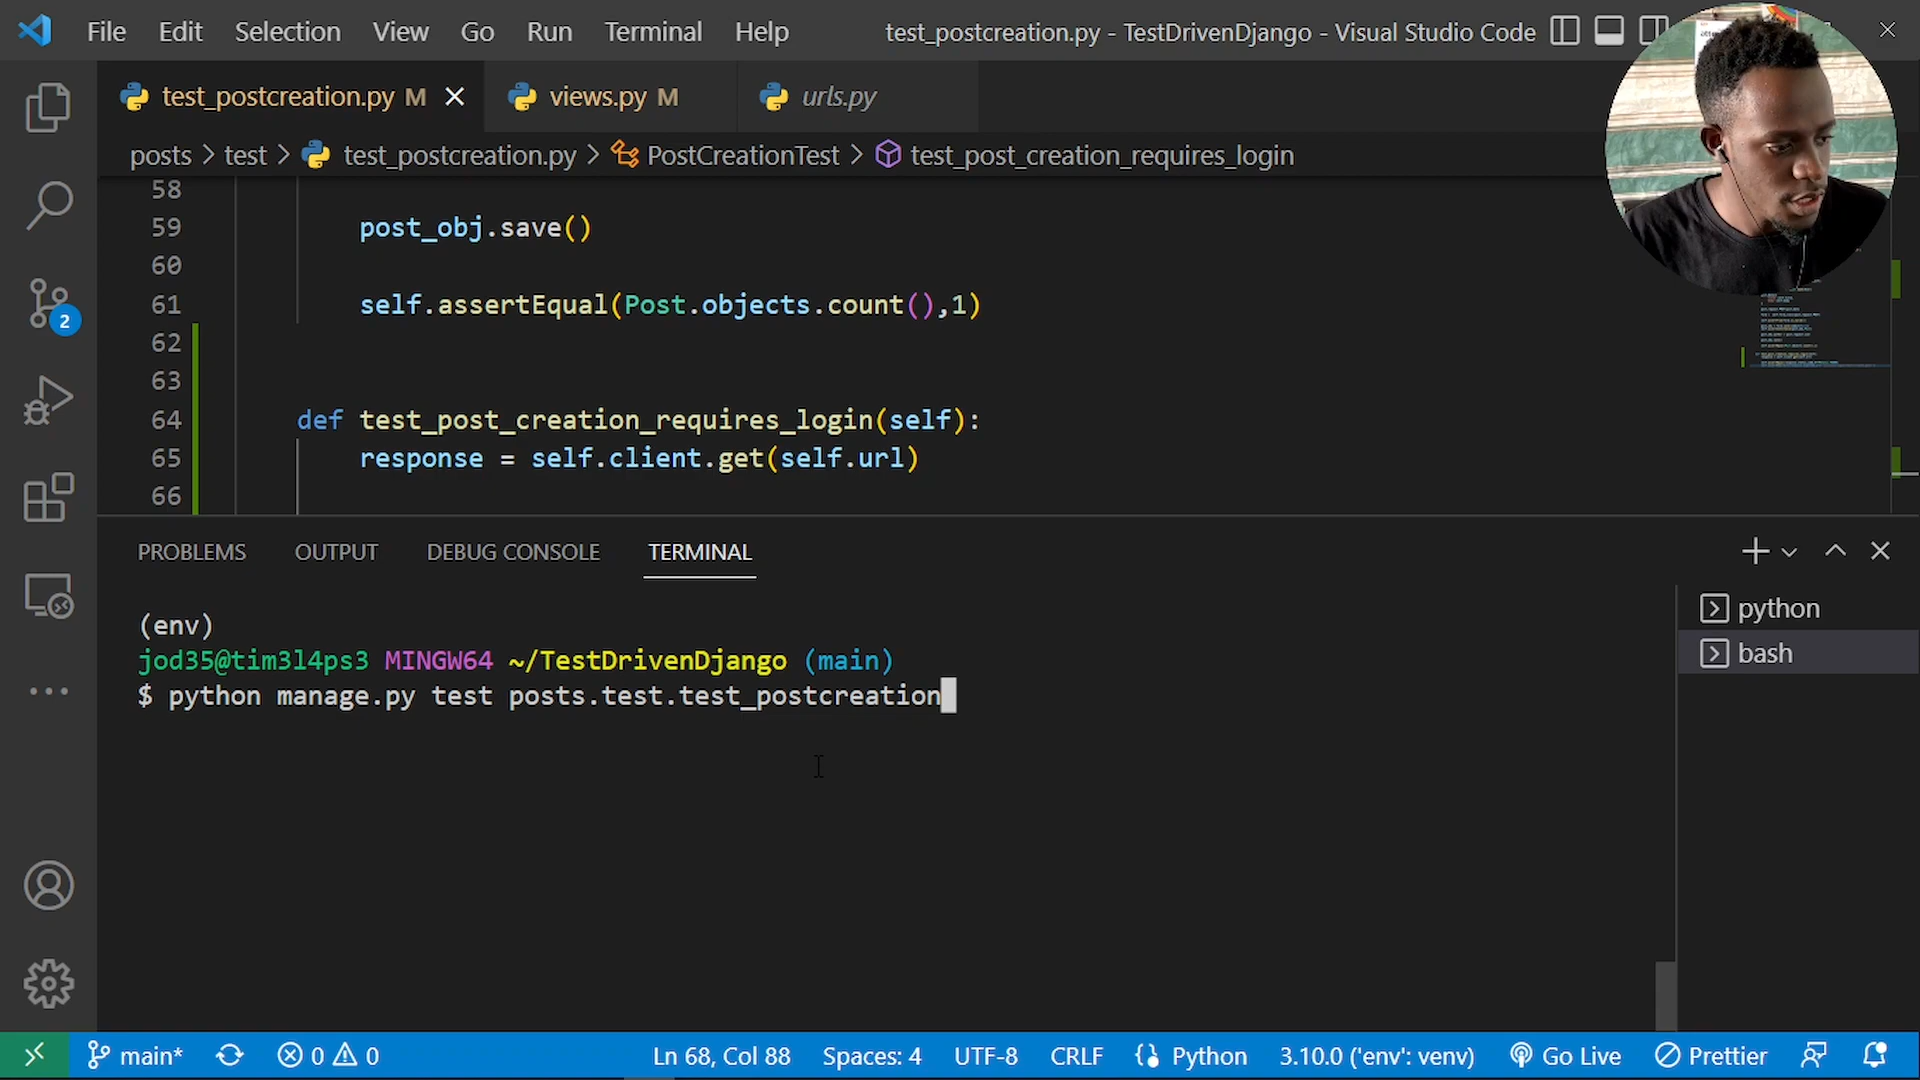 File Edit Selection View Go Run Terminal Help test_postcreation.py - TestDrivenDjango - Visual Studio Code
test_postcreation.py M views.py M urls.py
posts > test > test_postcreation.py > PostCreationTest > test_post_creation_requires_login
58
59 post_obj.save()
60
61 self.assertEqual(Post.objects.count(),1)
62
63
64 def test_post_creation_requires_login(self):
65 response = self.client.get(self.url)
66
2
PROBLEMS OUTPUT DEBUG CONSOLE TERMINAL
(env)
jod35@tim3l4ps3 MINGW64 ~/TestDrivenDjango (main)
$ python manage.py test posts.test.test_postcreation
python
bash
main* 0 0 Ln 68, Col 88 Spaces: 4 UTF-8 CRLF Python 3.10.0 ('env': venv) Go Live Prettier